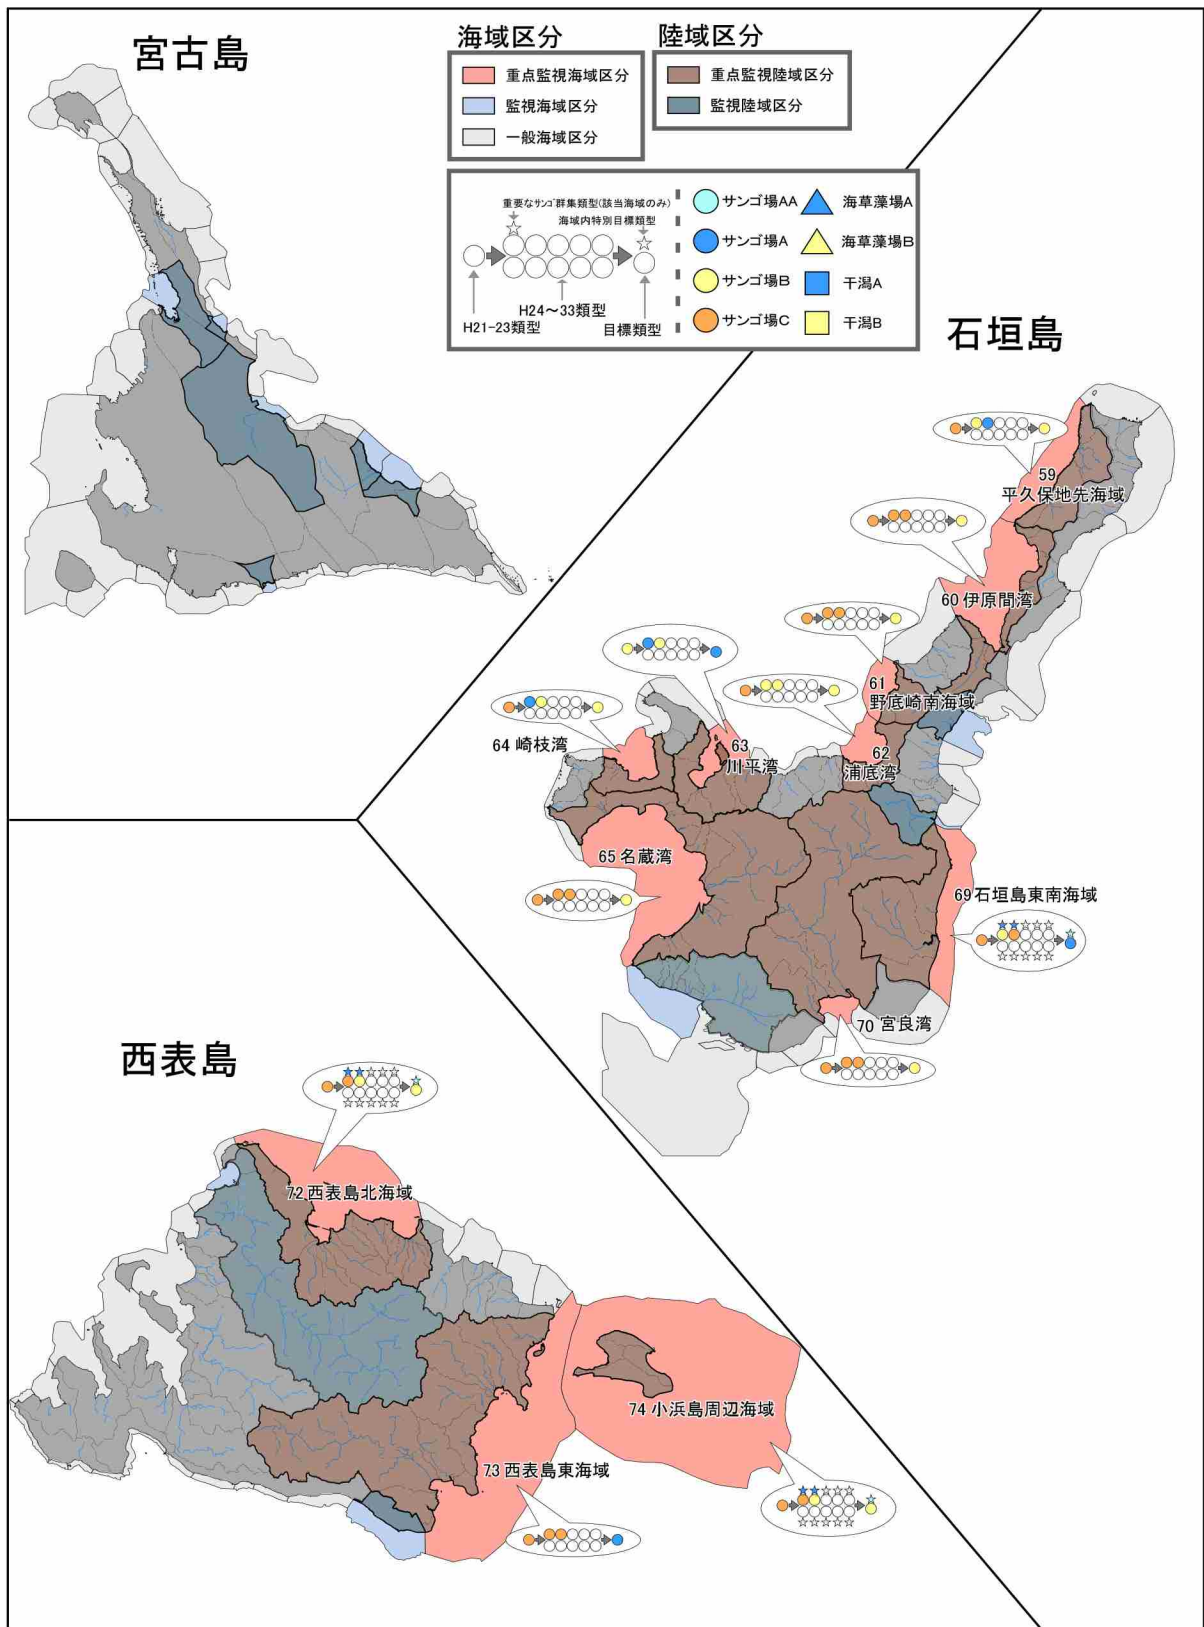 宮古島
海域区分
重点監視海域区分
監視海域区分
一般海域区分
陸域区分
重点監視陸域区分
監視陸域区分
重要なサンゴ群集類型(該当海域のみ)
海域内特別目標類型
H21-23類型
H24～33類型
目標類型
サンゴ場AA
サンゴ場A
サンゴ場B
サンゴ場C
海草藻場A
海草藻場B
干潟A
干潟B
石垣島
59
平久保地先海域
60 伊原間湾
61
野底崎南海域
62
浦底湾
63
川平湾
64 崎枝湾
65 名蔵湾
69 石垣島東南海域
70 宮良湾
西表島
72 西表島北海域
73 西表島東海域
74 小浜島周辺海域